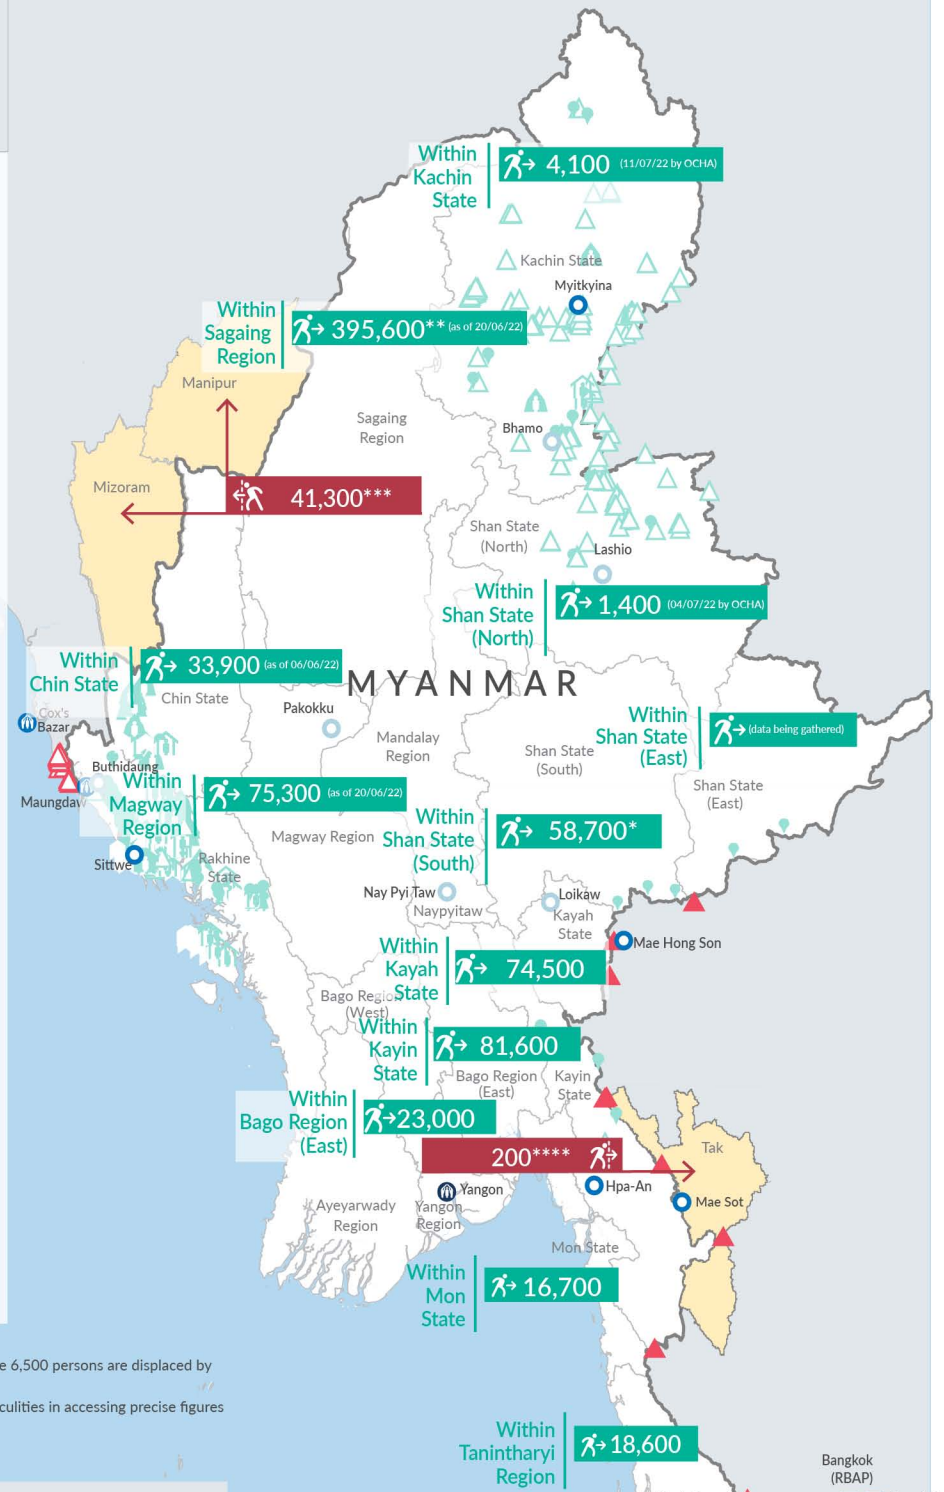 Within
Kachin
State
4,100 (11/07/22 by OCHA)
Kachin State
Myitkyina
Within
Sagaing
Region
395,600** (as of 20/06/22)
Manipur
Sagaing
Region
Bhamo
Mizoram
41,300***
Shan State
(North)
Lashio
Within
Shan State
(North)
1,400 (04/07/22 by OCHA)
Within
Chin State
33,900 (as of 06/06/22)
MYANMAR
Chin State
Cox's
Bazar
Pakokku
Mandalay
Region
Within
Shan State
(East)
(data being gathered)
Shan State
(South)
Shan State
(East)
Buthidaung
Maungdaw
Within
Magway
Region
75,300 (as of 20/06/22)
Magway Region
Within
Shan State
(South)
58,700*
Sittwe
Rakhine
State
Nay Pyi Taw
Naypyitaw
Loikaw
Kayah
State
Mae Hong Son
Within
Kayah
State
74,500
Bago Region
(West)
Within
Kayin
State
81,600
Bago Region
(East)
Kayin
State
Within
Bago Region
(East)
23,000
200****
Tak
Yangon
Hpa-An
Mae Sot
Ayeyarwady
Region
Yangon
Region
Mon State
Within
Mon
State
16,700
e 6,500 persons are displaced by
culities in accessing precise figures
Within
Tanintharyi
Region
18,600
Bangkok
(RBAP)